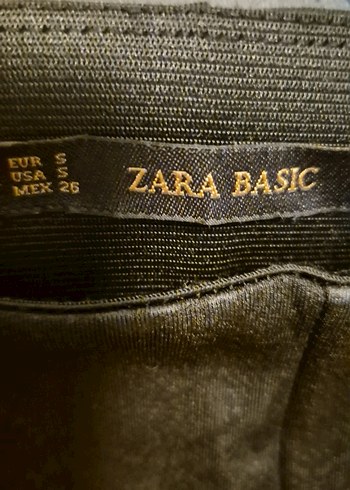 EUR S
USA S
MEX 26
ZARA BASIC